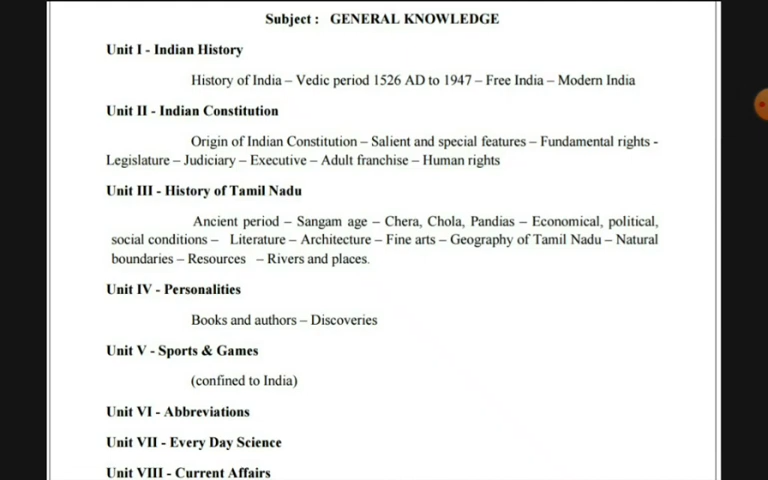 Subject : GENERAL KNOWLEDGE
Unit I - Indian History
History of India – Vedic period 1526 AD to 1947 – Free India – Modern India
Unit II - Indian Constitution
Origin of Indian Constitution – Salient and special features – Fundamental rights -
Legislature – Judiciary – Executive – Adult franchise – Human rights
Unit III - History of Tamil Nadu
Ancient period – Sangam age – Chera, Chola, Pandias – Economical, political,
social conditions – Literature – Architecture – Fine arts – Geography of Tamil Nadu – Natural
boundaries – Resources – Rivers and places.
Unit IV - Personalities
Books and authors – Discoveries
Unit V - Sports & Games
(confined to India)
Unit VI - Abbreviations
Unit VII - Every Day Science
Unit VIII - Current Affairs